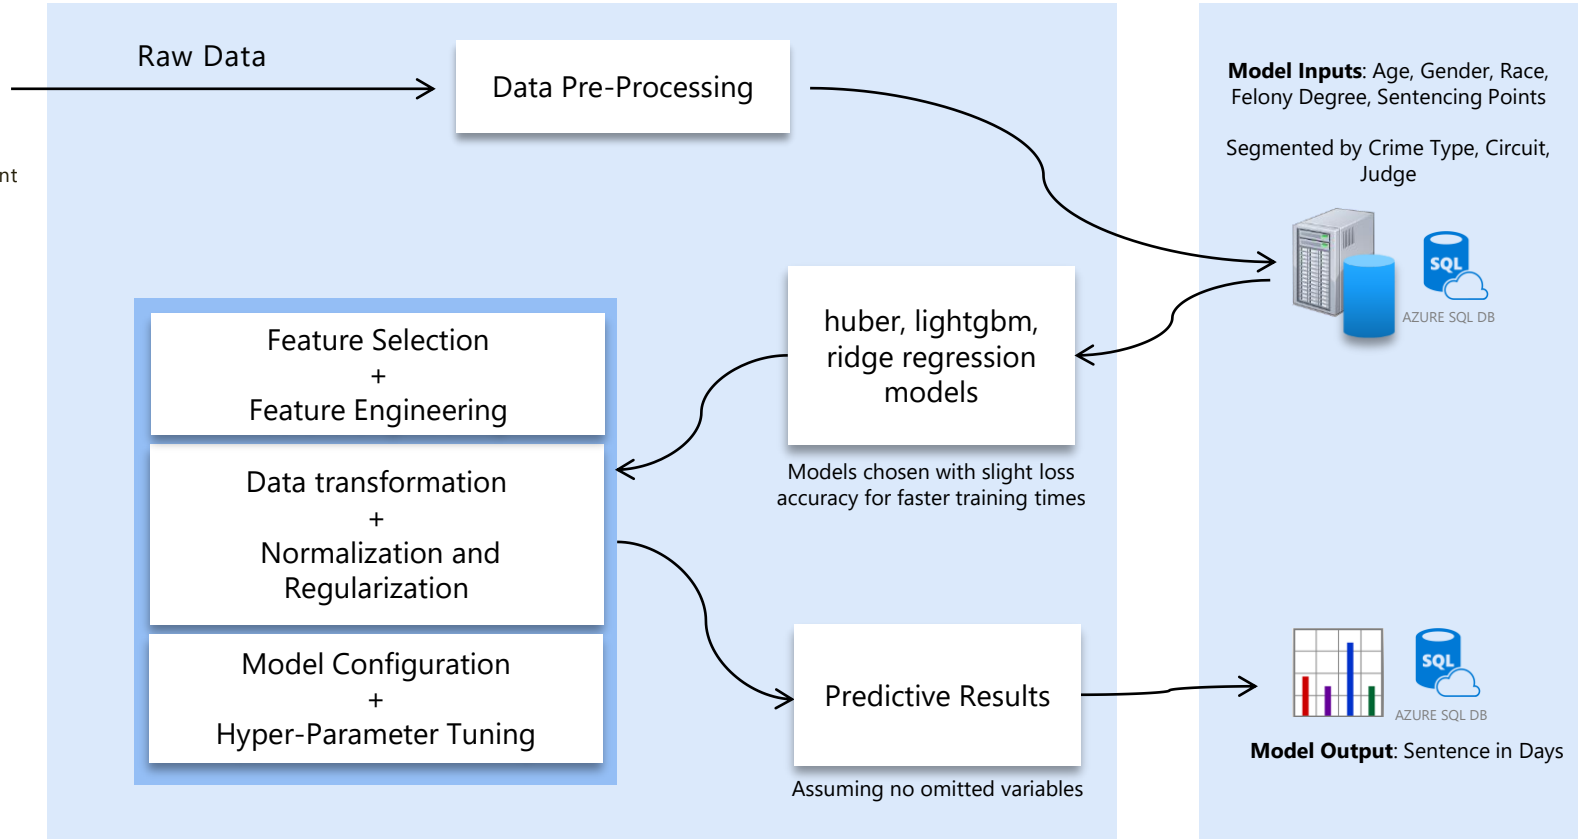 Raw Data
Data Pre-Processing
Model Inputs: Age, Gender, Race,
Felony Degree, Sentencing Points
Segmented by Crime Type, Circuit,
Judge
nt
SQL
AZURE SQL DB
huber, lightgbm,
ridge regression
models
Models chosen with slight loss
accuracy for faster training times
Feature Selection
+
Feature Engineering
Data transformation
+
Normalization and
Regularization
Model Configuration
+
Hyper-Parameter Tuning
Predictive Results
Assuming no omitted variables
SQL
AZURE SQL DB
Model Output: Sentence in Days